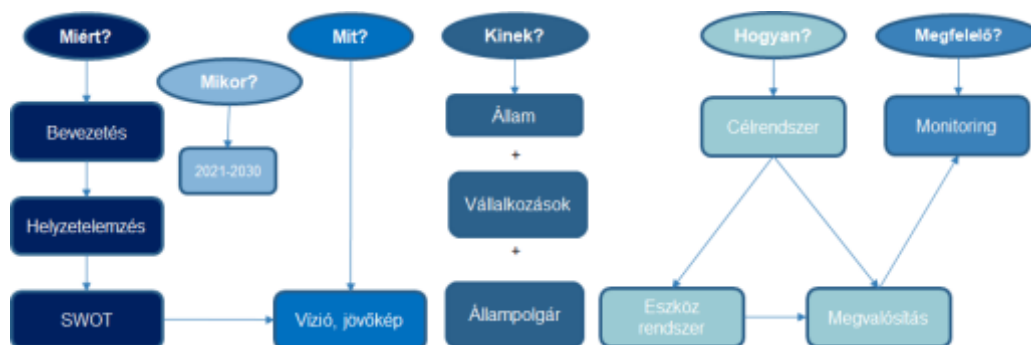 Miért?
Mikor?
Mit?
Kinek?
Hogyan?
Megfelelő?
Bevezetés
2021-2030
Állam
Célrendszer
Monitoring
+
Helyzetelemzés
Vállalkozások
+
SWOT
Vízió, jövőkép
Állampolgár
Eszköz
rendszer
Megvalósítás